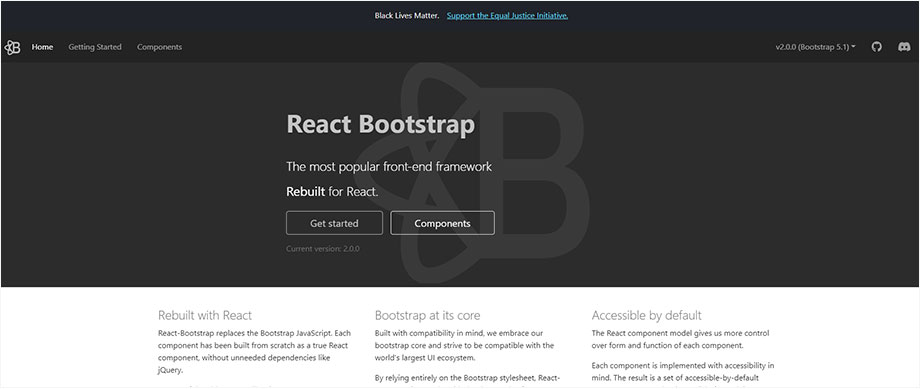 Black Lives Matter. Support the Equal Justice Initiative.
Home Getting Started Components v2.0.0 (Bootstrap 5.1)
React Bootstrap
The most popular front-end framework
Rebuilt for React.
Get started Components
Current version: 2.0.0
Rebuilt with React
React-Bootstrap replaces the Bootstrap JavaScript. Each
component has been built from scratch as a true React
component, without unneeded dependencies like
jQuery.
Bootstrap at its core
Built with compatibility in mind, we embrace our
bootstrap core and strive to be compatible with the
world's largest UI ecosystem.
By relying entirely on the Bootstrap stylesheet, React-
Accessible by default
The React component model gives us more control
over form and function of each component.
Each component is implemented with accessibility in
mind. The result is a set of accessible-by-default